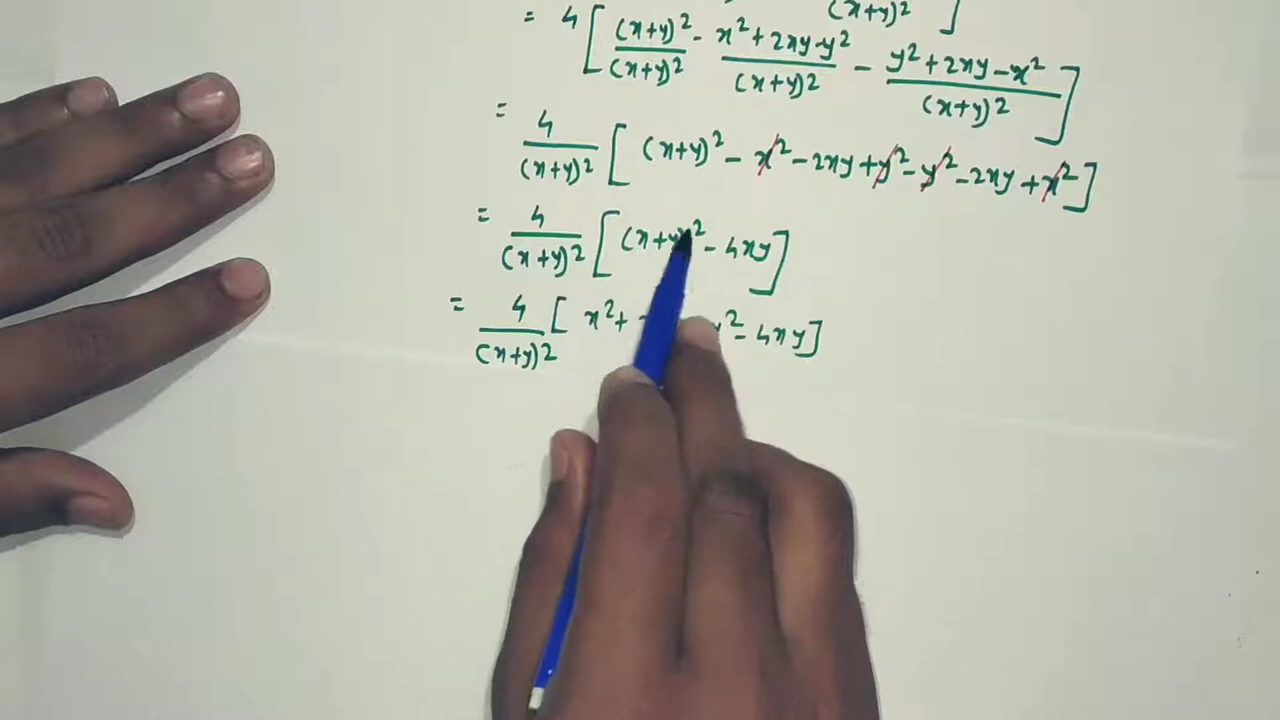 (x+y)²]
= 4[(x+y)²/(x+y)² - x²+2xy-y²/(x+y)² - y²+2xy-x²/(x+y)²]
= 4/(x+y)² [(x+y)² - x² - 2xy + y² - y² - 2xy + x²]
= 4/(x+y)² [(x+y)² - 4xy]
= 4/(x+y)² [x² + y² - 4xy]